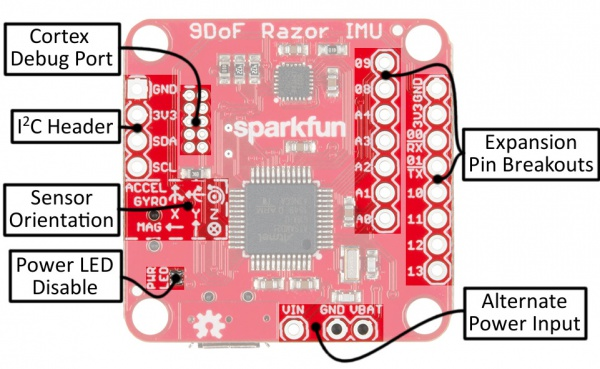 9DoF Razor IMU
Cortex
Debug Port
I²C Header
Sensor
Orientation
Power LED
Disable
GND
3V3
SDA
SCL
sparkfun
ACCEL
GYRO
X
Z
MAG
PWR
LED
09
08
A4
A3
A2
A1
A0
GND
3V3
00
RX
01
TX
10
11
12
13
VIN
GND
VBAT
Expansion
Pin Breakouts
Alternate
Power Input